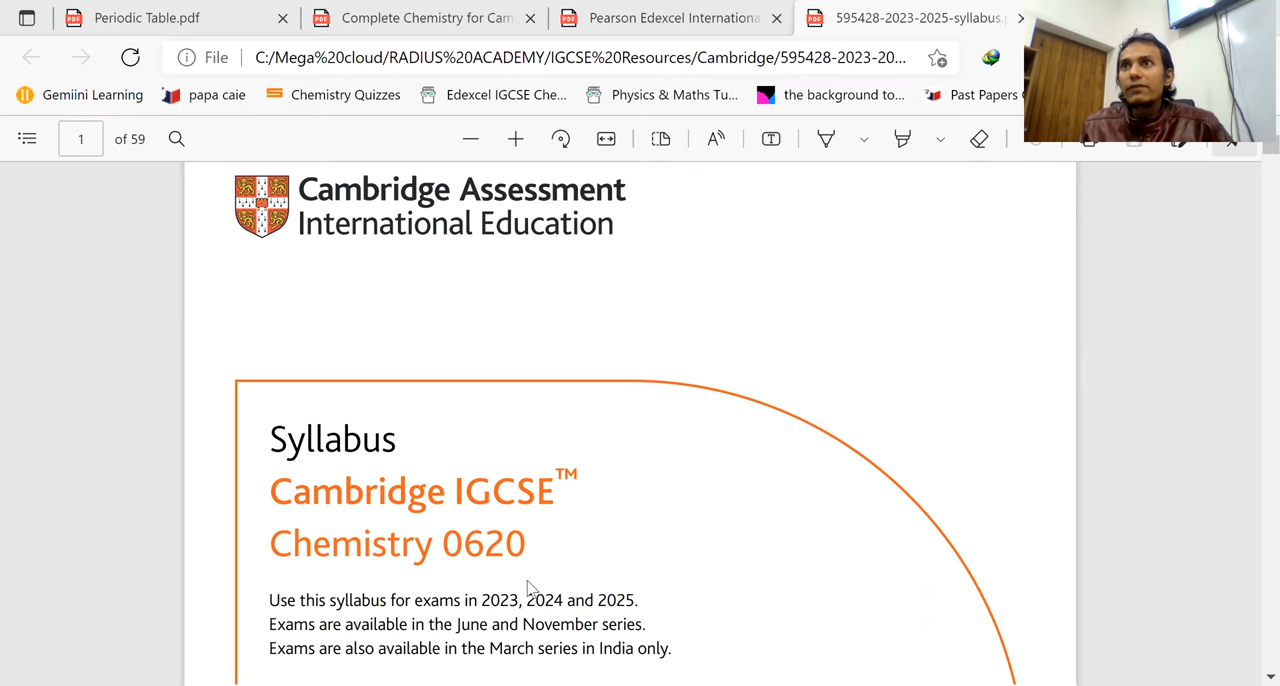 Periodic Table.pdf
Complete Chemistry for Cam
Pearson Edexcel Internationa
595428-2023-2025-syllabus.p
File
C:/Mega%20cloud/RADIUS%20ACADEMY/IGCSE%20Resources/Cambridge/595428-2023-20...
Gemiini Learning
papa caie
Chemistry Quizzes
Edexcel IGCSE Che...
Physics & Maths Tu...
the background to...
Past Papers
1
of 59
Cambridge Assessment
International Education
Syllabus
Cambridge IGCSE™
Chemistry 0620
Use this syllabus for exams in 2023, 2024 and 2025.
Exams are available in the June and November series.
Exams are also available in the March series in India only.